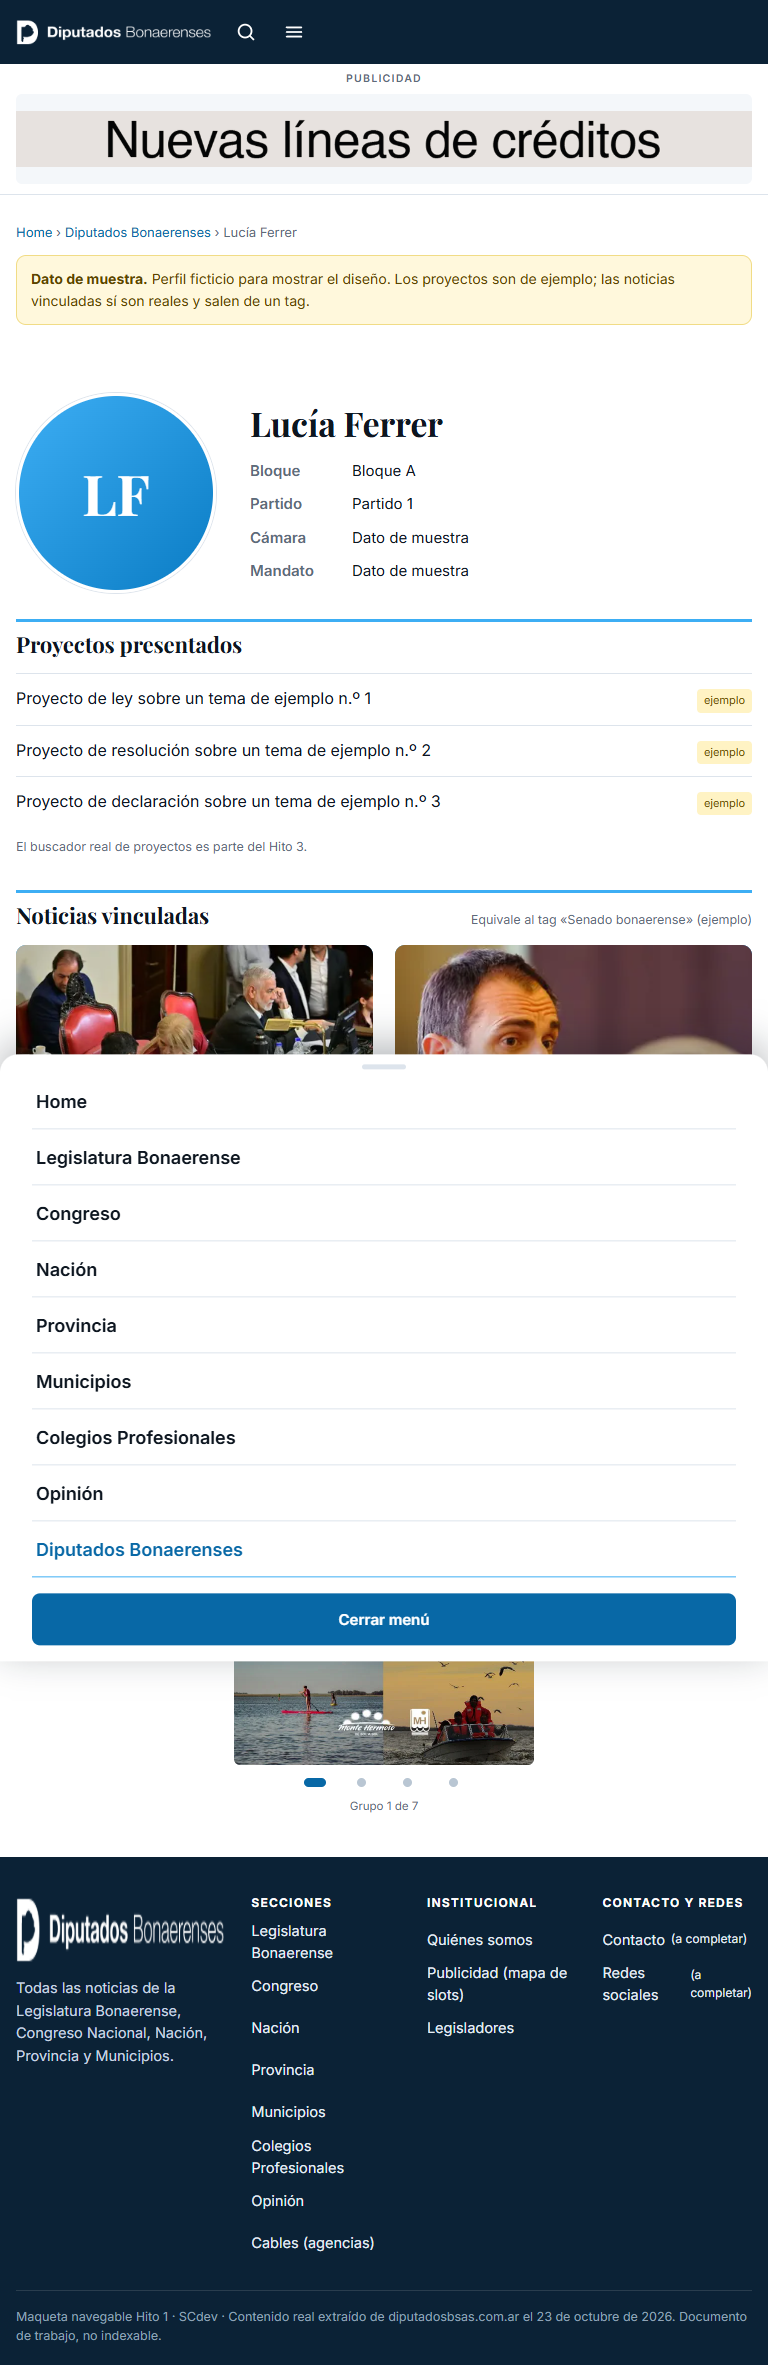 Diputados Bonaerenses
PUBLICIDAD
Nuevas líneas de créditos
Home › Diputados Bonaerenses › Lucía Ferrer
Dato de muestra. Perfil ficticio para mostrar el diseño. Los proyectos son de ejemplo; las noticias
vinculadas sí son reales y salen de un tag.
LF
Lucía Ferrer
Bloque Bloque A
Partido Partido 1
Cámara Dato de muestra
Mandato Dato de muestra
Proyectos presentados
Proyecto de ley sobre un tema de ejemplo n.º 1 ejemplo
Proyecto de resolución sobre un tema de ejemplo n.º 2 ejemplo
Proyecto de declaración sobre un tema de ejemplo n.º 3 ejemplo
El buscador real de proyectos es parte del Hito 3.
Noticias vinculadas
Equivale al tag «Senado bonaerense» (ejemplo)
Home
Legislatura Bonaerense
Congreso
Nación
Provincia
Municipios
Colegios Profesionales
Opinión
Diputados Bonaerenses
Cerrar menú
Monte Hermoso
MH
Grupo 1 de 7
Diputados Bonaerenses
Todas las noticias de la
Legislatura Bonaerense,
Congreso Nacional, Nación,
Provincia y Municipios.
SECCIONES
Legislatura
Bonaerense
Congreso
Nación
Provincia
Municipios
Colegios
Profesionales
Opinión
Cables (agencias)
INSTITUCIONAL
Quiénes somos
Publicidad (mapa de
slots)
Legisladores
CONTACTO Y REDES
Contacto (a completar)
Redes
sociales
(a
completar)
Maqueta navegable Hito 1 · SCdev · Contenido real extraído de diputadosbsas.com.ar el 23 de octubre de 2026. Documento
de trabajo, no indexable.